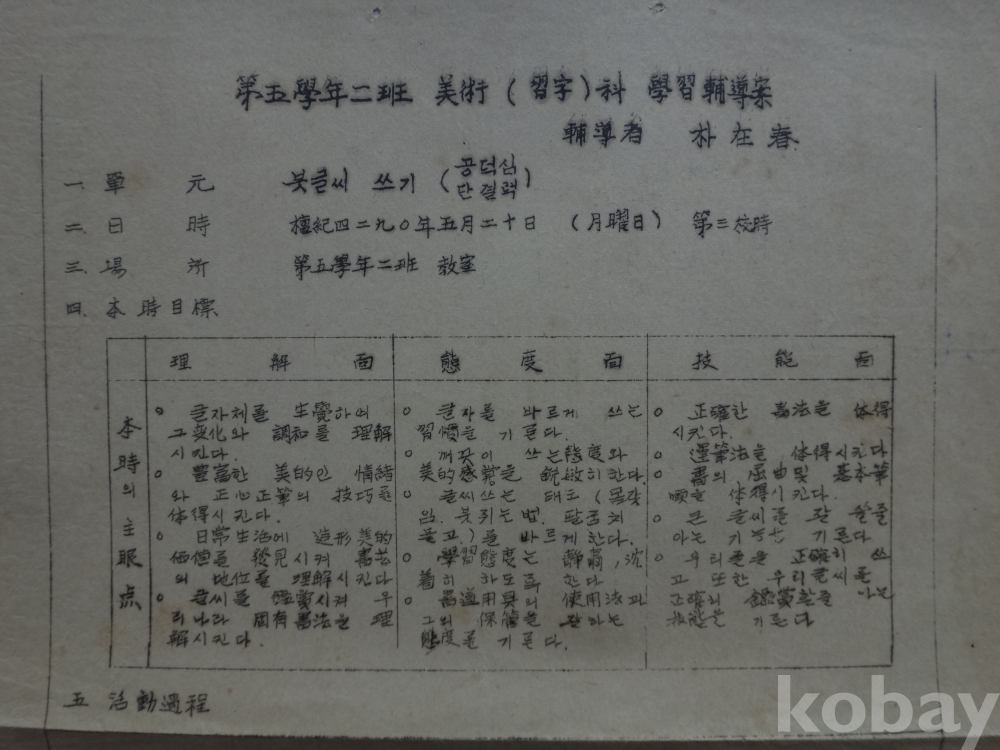 第五學年二班 美術 (習字)科 學習輔導案
輔導者 朴在春
一. 單元 붓글씨 쓰기 (공덕심 단결력)
二. 日時 檀紀四二九〇年五月二十日 (月曜日) 第三校時
三. 場所 第五學年二班 敎室
四. 本時目標
本時의 主眼点
理解面
o 글자체를 하여
그 変化와 調和를 理解
시킨다.
o 豊富한 美的인 情緖
와 正心正筆의 技巧를
体得시킨다.
o 日常生活에 造形美的
価値를 시켜 書法
의 地位를 理解시킨다
o 글씨를 시켜 우
리나라 固有書法을 理
解시킨다.
態度面
o 글자를 바르게 쓰는
習慣을 기른다.
o 깨끗이 쓰는 態度와
美的感覚을 銳敏히 한다.
o 글씨 쓰는 태도 (몸가
짐. 붓쥐는 법. 팔꿈치
들고)를 바르게 한다.
o 學習態度는 靜肅, 沈
着히 하도록 한다
o 書道用具의 使用法과
그의 保管을 잘하는
態度를 기른다.
技能面
o 正確한 書法을 体得
시킨다.
o 運筆法을 体得시킨다
o 書의 屈曲 및 基本筆
을 体得시킨다.
o 큰 글씨를 잘 쓸줄
아는 기능을 기른다
o 우리글을 正確히 쓰
고 또한 우리글씨를
正確히 아는
技能을 기른다
五 活動過程
kobay